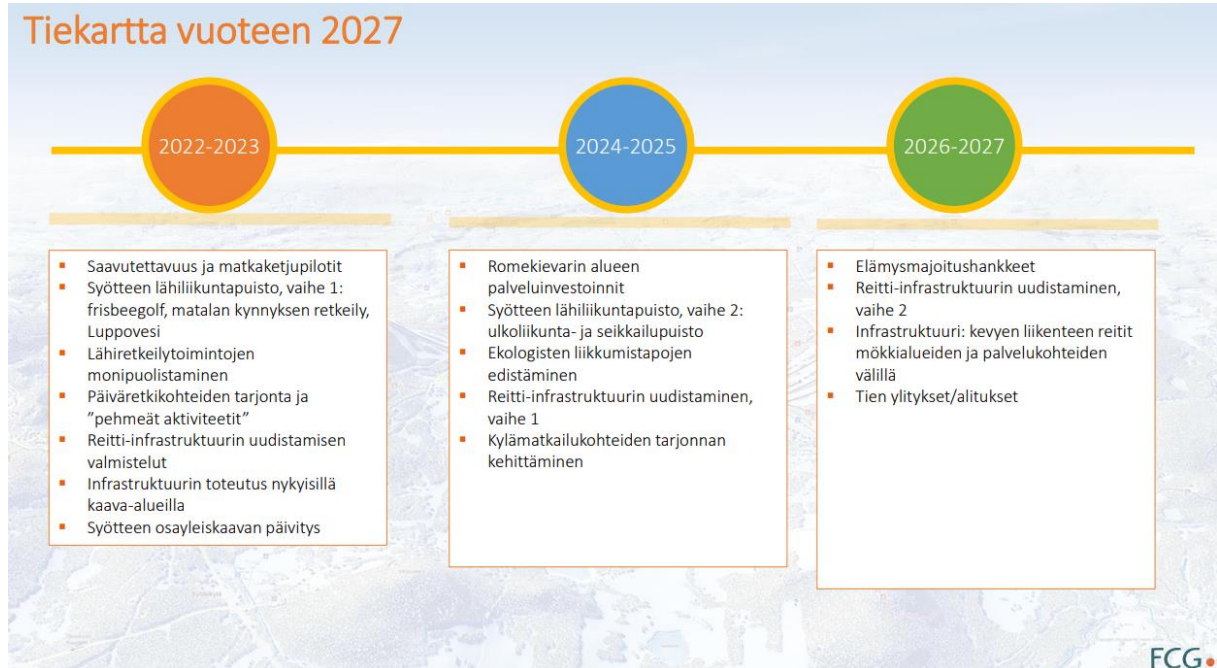 Tiekartta vuoteen 2027
2022-2023
2024-2025
2026-2027
▪ Saavutettavuus ja matkaketjupilotit
▪ Syötteen lähiliikuntapuisto, vaihe 1:
frisbeegolf, matalan kynnyksen retkeily,
Luppovesi
▪ Lähiretkeilytoimintojen
monipuolistaminen
▪ Päiväretkikohteiden tarjonta ja
”pehmeät aktiviteetit”
▪ Reitti-infrastruktuurin uudistamisen
valmistelut
▪ Infrastruktuurin toteutus nykyisillä
kaava-alueilla
▪ Syötteen osayleiskaavan päivitys
▪ Romekievarin alueen
palveluinvestoinnit
▪ Syötteen lähiliikuntapuisto, vaihe 2:
ulkoliikunta- ja seikkailupuisto
▪ Ekologisten liikkumistapojen
edistäminen
▪ Reitti-infrastruktuurin uudistaminen,
vaihe 1
▪ Kylämatkailukohteiden tarjonnan
kehittäminen
▪ Elämysmajoitushankkeet
▪ Reitti-infrastruktuurin uudistaminen,
vaihe 2
▪ Infrastruktuuri: kevyen liikenteen reitit
mökkialueiden ja palvelukohteiden
välillä
▪ Tien ylitykset/alitukset
FCG